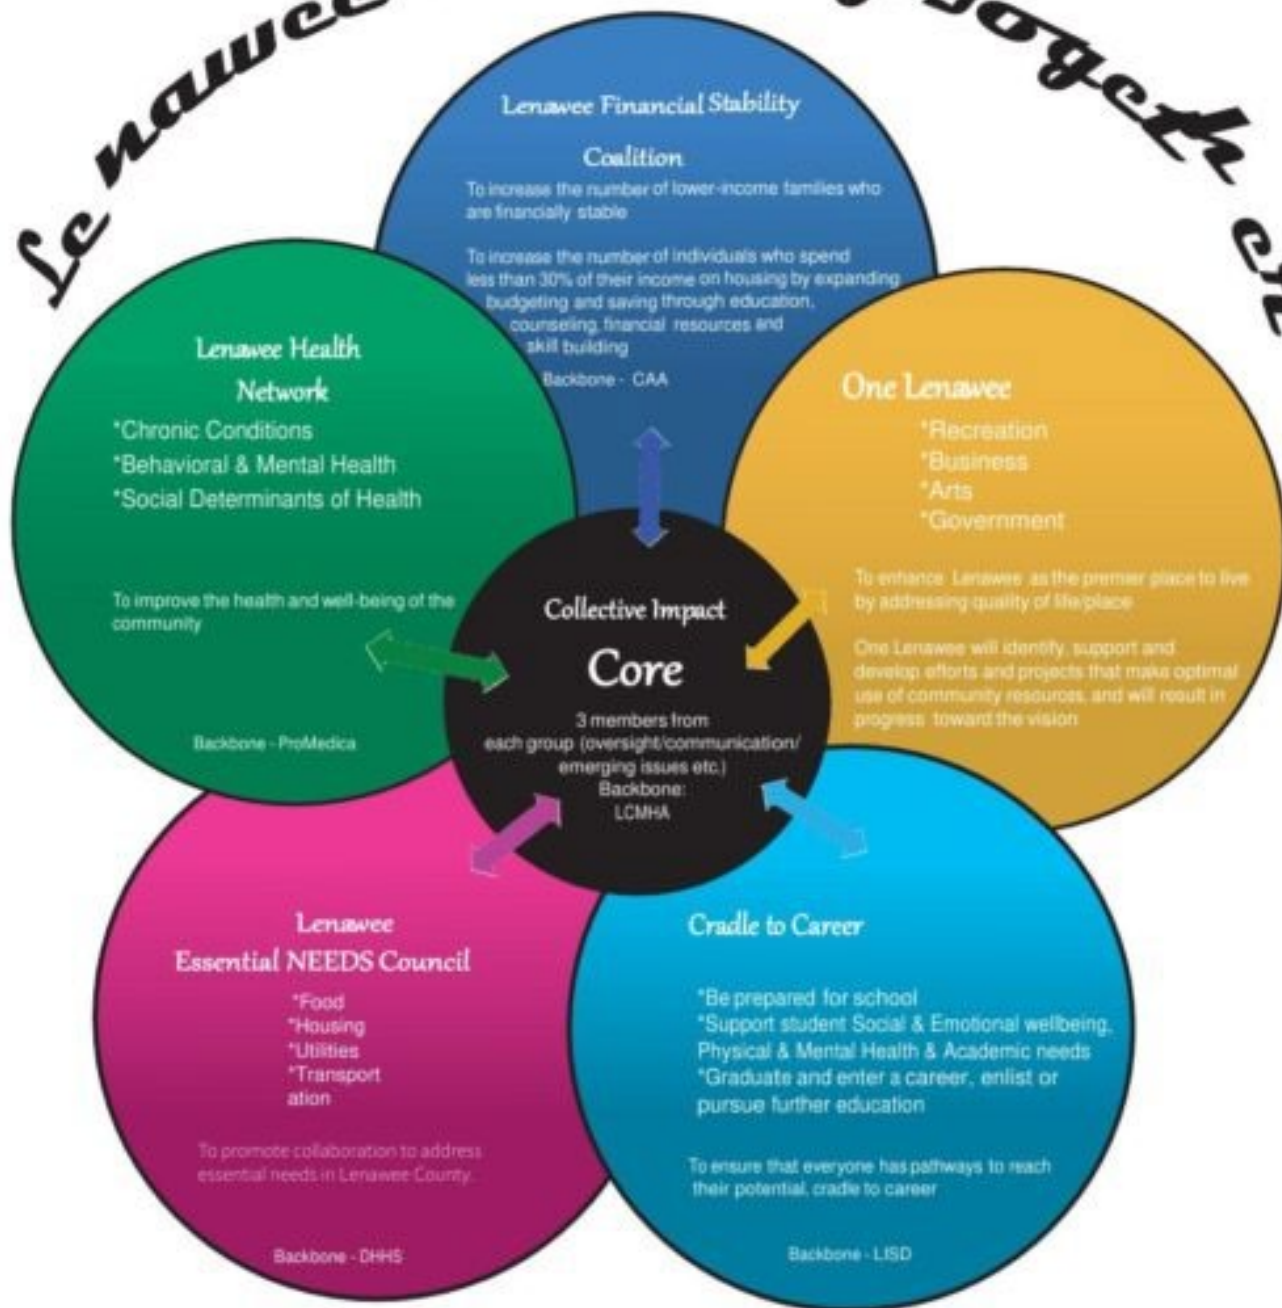 Lenawee
together
Lenawee Financial Stability
Coalition
To increase the number of lower-income families who
are financially stable
To increase the number of individuals who spend
less than 30% of their income on housing by expanding
budgeting and saving through education,
counseling, financial resources and
skill building
Backbone - CAA
Lenawee Health
Network
*Chronic Conditions
*Behavioral & Mental Health
*Social Determinants of Health
To improve the health and well-being of the
community
Backbone - ProMedica
One Lenawee
*Recreation
*Business
*Arts
*Government
To enhance Lenawee as the premier place to live
by addressing quality of life/place
One Lenawee will identify, support and
develop efforts and projects that make optimal
use of community resources, and will result in
progress toward the vision
Collective Impact
Core
3 members from
each group (oversight/communication/
emerging issues etc.)
Backbone:
LCMHA
Lenawee
Essential NEEDS Council
*Food
*Housing
*Utilities
*Transport
ation
To promote collaboration to address
essential needs in Lenawee County.
Backbone - DHHS
Cradle to Career
*Be prepared for school
*Support student Social & Emotional wellbeing,
Physical & Mental Health & Academic needs
*Graduate and enter a career, enlist or
pursue further education
To ensure that everyone has pathways to reach
their potential, cradle to career
Backbone - LISD